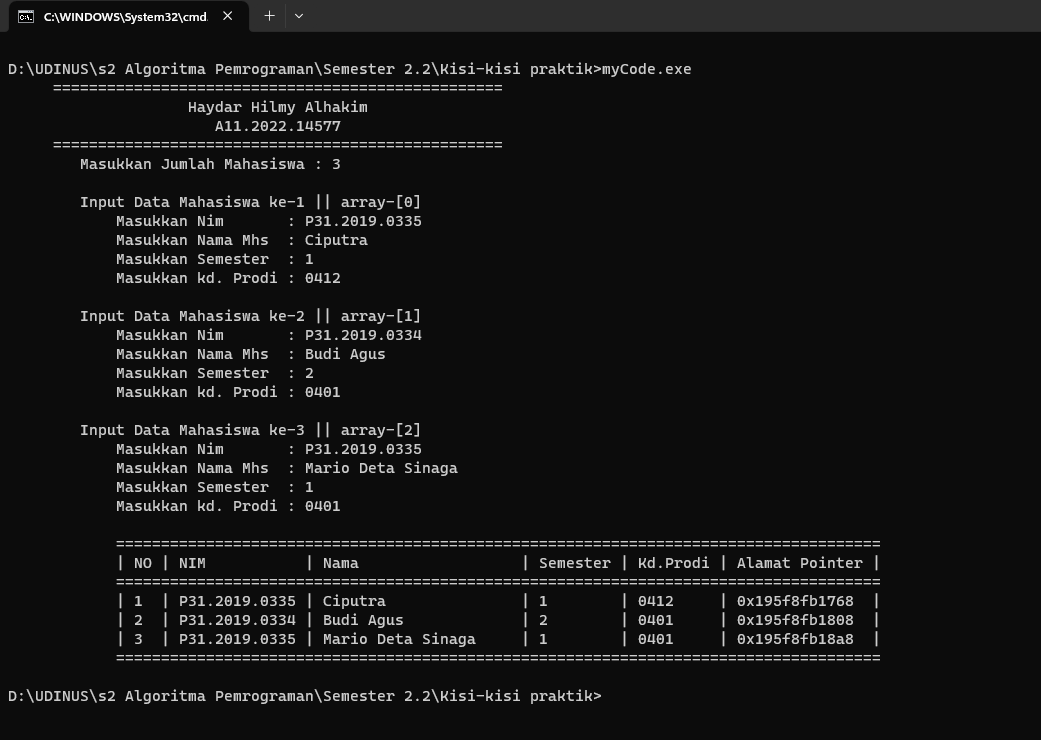 C:\WINDOWS\System32\cmd.
D:\UDINUS\s2 Algoritma Pemrograman\Semester 2.2\Kisi-kisi praktik>myCode.exe
==================================================
Haydar Hilmy Alhakim
A11.2022.14577
==================================================
Masukkan Jumlah Mahasiswa : 3
Input Data Mahasiswa ke-1 || array-[0]
Masukkan Nim       : P31.2019.0335
Masukkan Nama Mhs  : Ciputra
Masukkan Semester  : 1
Masukkan kd. Prodi : 0412
Input Data Mahasiswa ke-2 || array-[1]
Masukkan Nim       : P31.2019.0334
Masukkan Nama Mhs  : Budi Agus
Masukkan Semester  : 2
Masukkan kd. Prodi : 0401
Input Data Mahasiswa ke-3 || array-[2]
Masukkan Nim       : P31.2019.0335
Masukkan Nama Mhs  : Mario Deta Sinaga
Masukkan Semester  : 1
Masukkan kd. Prodi : 0401
=====================================================================================
| NO | NIM           | Nama                  | Semester | Kd.Prodi | Alamat Pointer |
=====================================================================================
| 1  | P31.2019.0335 | Ciputra               | 1        | 0412     | 0x195f8fb1768  |
| 2  | P31.2019.0334 | Budi Agus             | 2        | 0401     | 0x195f8fb1808  |
| 3  | P31.2019.0335 | Mario Deta Sinaga     | 1        | 0401     | 0x195f8fb18a8  |
=====================================================================================
D:\UDINUS\s2 Algoritma Pemrograman\Semester 2.2\Kisi-kisi praktik>